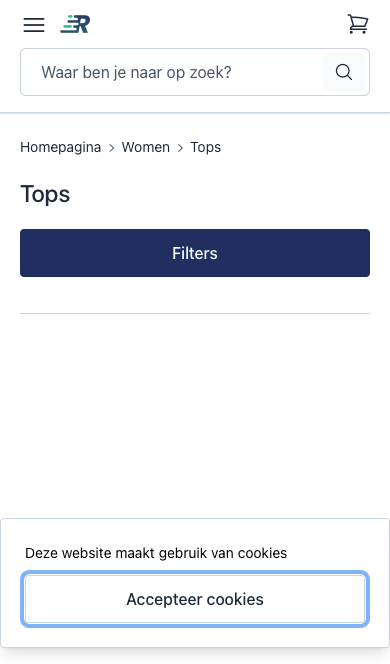 R
Waar ben je naar op zoek?
Homepagina > Women > Tops
Tops
Filters
Deze website maakt gebruik van cookies
Accepteer cookies